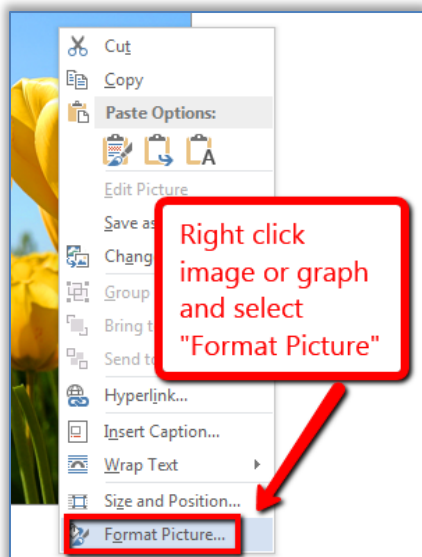 Cut
Copy
Paste Options:
A
Edit Picture
Save as
Chang
Group
Bring t
Send to
Right click
image or graph
and select
"Format Picture"
Hyperlink...
Insert Caption...
Wrap Text
Size and Position...
Format Picture...